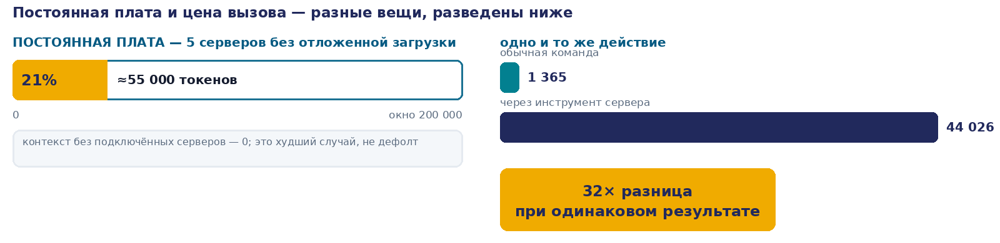 Постоянная плата и цена вызова — разные вещи, разведены ниже
ПОСТОЯННАЯ ПЛАТА — 5 серверов без отложенной загрузки
21%
≈55 000 токенов
0
окно 200 000
контекст без подключённых серверов — 0; это худший случай, не дефолт
одно и то же действие
обычная команда
1 365
через инструмент сервера
44 026
32× разница
при одинаковом результате